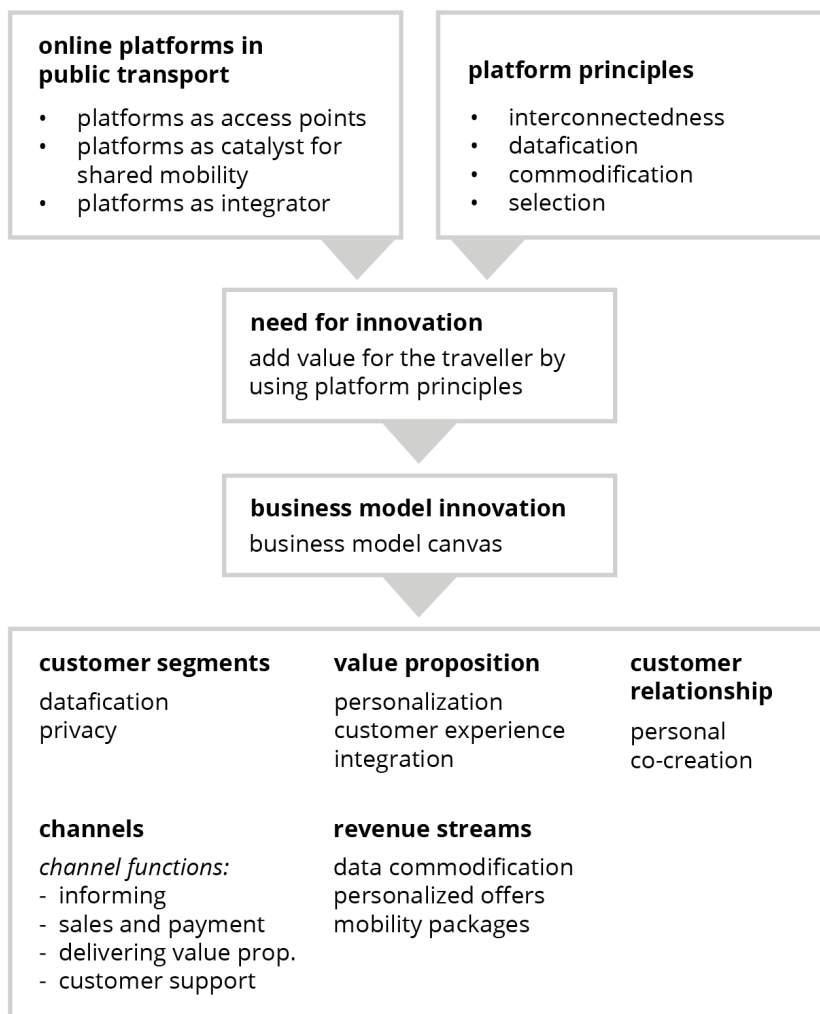 online platforms in
public transport
• platforms as access points
• platforms as catalyst for
shared mobility
• platforms as integrator
platform principles
• interconnectedness
• datafication
• commodification
• selection
need for innovation
add value for the traveller by
using platform principles
business model innovation
business model canvas
customer segments
datafication
privacy
value proposition
personalization
customer experience
integration
customer
relationship
personal
co-creation
channels
channel functions:
- informing
- sales and payment
- delivering value prop.
- customer support
revenue streams
data commodification
personalized offers
mobility packages